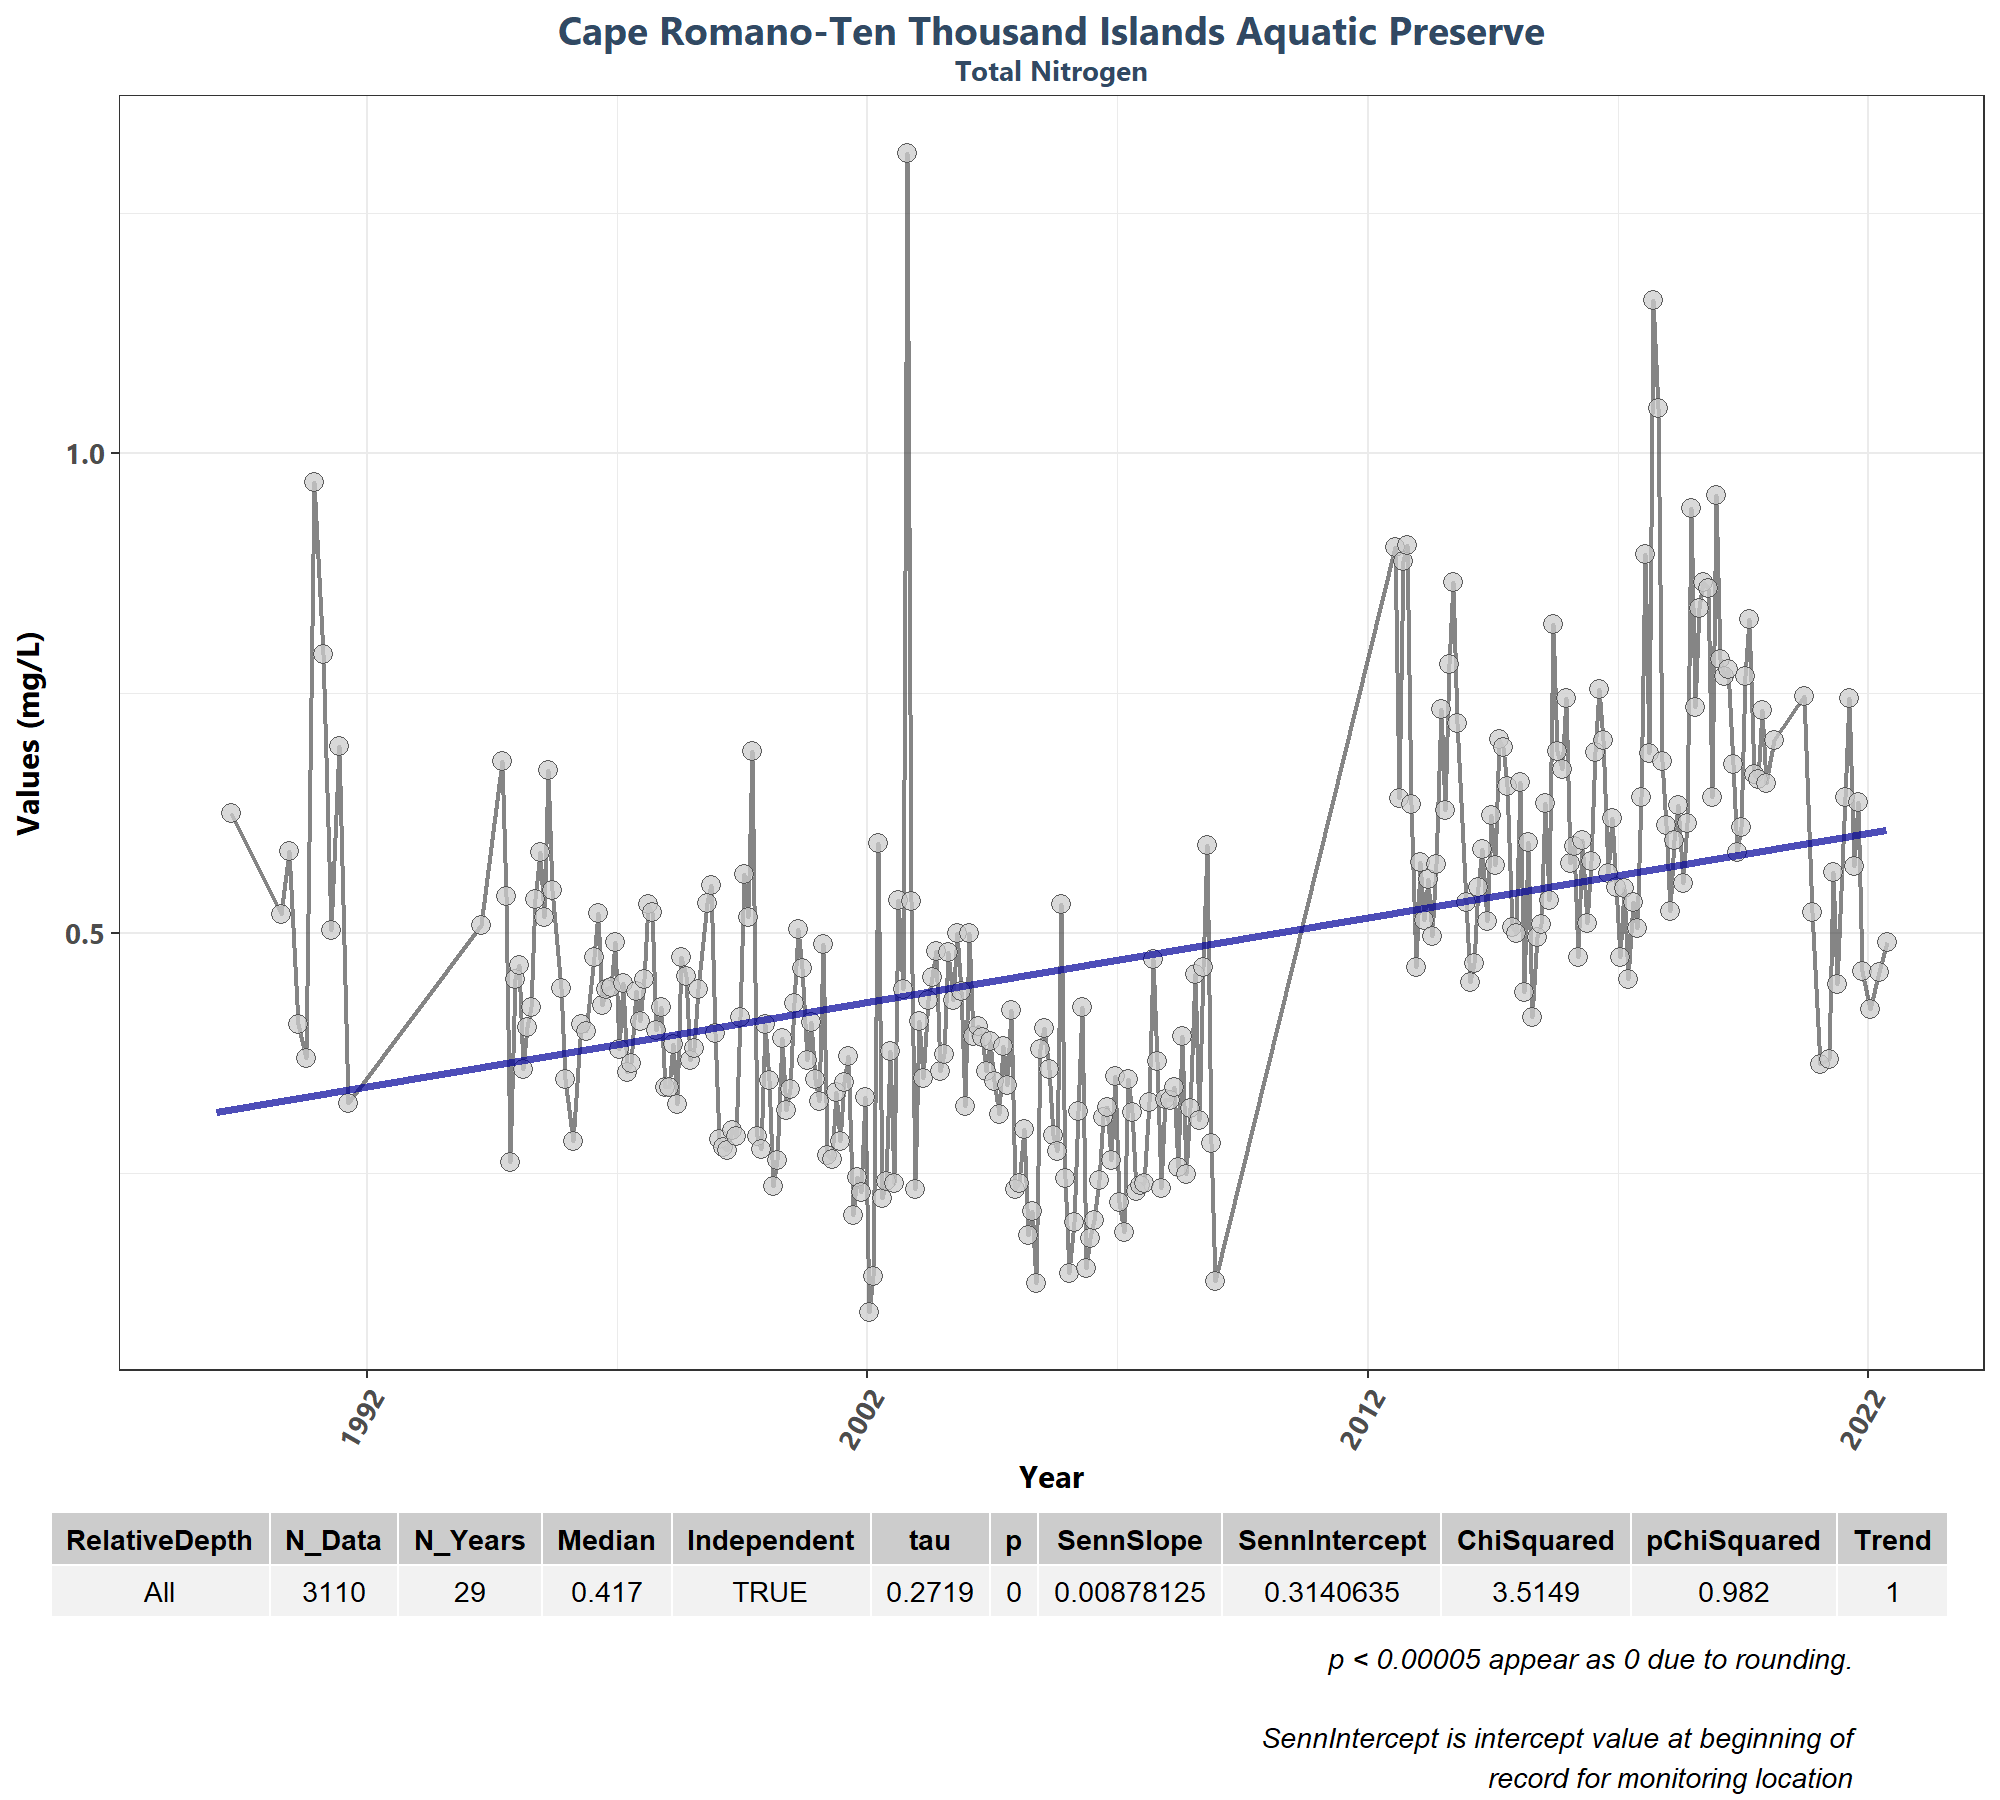 Cape Romano-Ten Thousand Islands Aquatic Preserve
Total Nitrogen
Values (mg/L)
1.0
0.5
1992
2002
2012
2022
Year
RelativeDepth N_Data N_Years Median Independent tau p SennSlope SennIntercept ChiSquared pChiSquared Trend
All 3110 29 0.417 TRUE 0.2719 0 0.00878125 0.3140635 3.5149 0.982 1
p < 0.00005 appear as 0 due to rounding.
SennIntercept is intercept value at beginning of
record for monitoring location